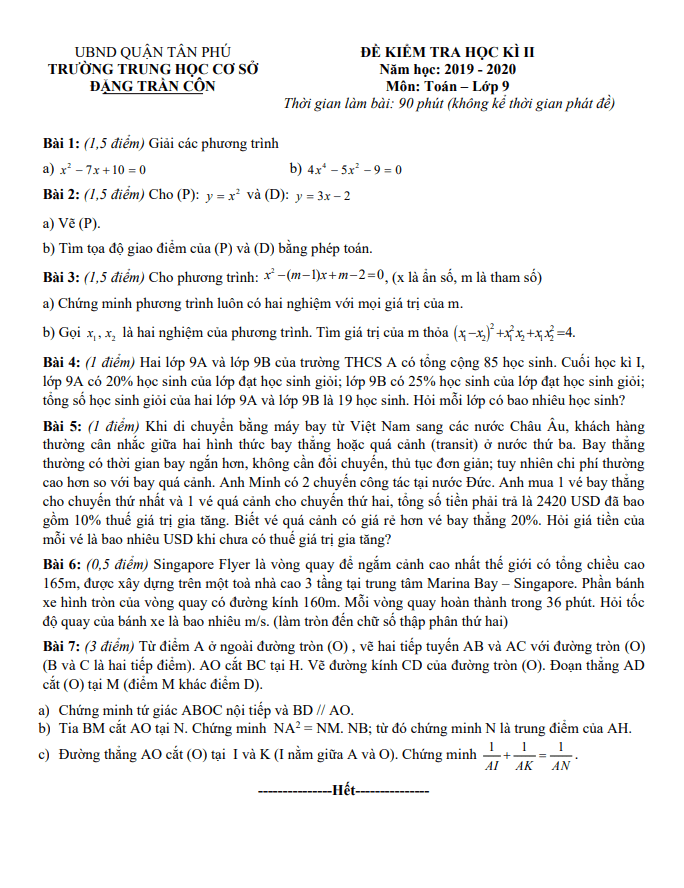 UBND QUẬN TÂN PHÚ
TRƯỜNG TRUNG HỌC CƠ SỞ
ĐẶNG TRẦN CÔN
ĐỀ KIỂM TRA HỌC KÌ II
Năm học: 2019 - 2020
Môn: Toán – Lớp 9
Thời gian làm bài: 90 phút (không kể thời gian phát đề)
Bài 1: (1,5 điểm) Giải các phương trình
a) x² − 7x + 10 = 0 b) 4x⁴ − 5x² − 9 = 0
Bài 2: (1,5 điểm) Cho (P): y = x² và (D): y = 3x − 2
a) Vẽ (P).
b) Tìm tọa độ giao điểm của (P) và (D) bằng phép toán.
Bài 3: (1,5 điểm) Cho phương trình: x² −(m−1)x + m−2 = 0, (x là ẩn số, m là tham số)
a) Chứng minh phương trình luôn có hai nghiệm với mọi giá trị của m.
b) Gọi x₁, x₂ là hai nghiệm của phương trình. Tìm giá trị của m thỏa (x₁−x₂)² + x₁²x₂ + x₁x₂² = 4.
Bài 4: (1 điểm) Hai lớp 9A và lớp 9B của trường THCS A có tổng cộng 85 học sinh. Cuối học kì I,
lớp 9A có 20% học sinh của lớp đạt học sinh giỏi; lớp 9B có 25% học sinh của lớp đạt học sinh giỏi;
tổng số học sinh giỏi của hai lớp 9A và lớp 9B là 19 học sinh. Hỏi mỗi lớp có bao nhiêu học sinh?
Bài 5: (1 điểm) Khi di chuyển bằng máy bay từ Việt Nam sang các nước Châu Âu, khách hàng
thường cân nhắc giữa hai hình thức bay thẳng hoặc quá cảnh (transit) ở nước thứ ba. Bay thẳng
thường có thời gian bay ngắn hơn, không cần đổi chuyến, thủ tục đơn giản; tuy nhiên chi phí thường
cao hơn so với bay quá cảnh. Anh Minh có 2 chuyến công tác tại nước Đức. Anh mua 1 vé bay thẳng
cho chuyến thứ nhất và 1 vé quá cảnh cho chuyến thứ hai, tổng số tiền phải trả là 2420 USD đã bao
gồm 10% thuế giá trị gia tăng. Biết vé quá cảnh có giá rẻ hơn vé bay thẳng 20%. Hỏi giá tiền của
mỗi vé là bao nhiêu USD khi chưa có thuế giá trị gia tăng?
Bài 6: (0,5 điểm) Singapore Flyer là vòng quay để ngắm cảnh cao nhất thế giới có tổng chiều cao
165m, được xây dựng trên một toà nhà cao 3 tầng tại trung tâm Marina Bay – Singapore. Phần bánh
xe hình tròn của vòng quay có đường kính 160m. Mỗi vòng quay hoàn thành trong 36 phút. Hỏi tốc
độ quay của bánh xe là bao nhiêu m/s. (làm tròn đến chữ số thập phân thứ hai)
Bài 7: (3 điểm) Từ điểm A ở ngoài đường tròn (O) , vẽ hai tiếp tuyến AB và AC với đường tròn (O)
(B và C là hai tiếp điểm). AO cắt BC tại H. Vẽ đường kính CD của đường tròn (O). Đoạn thẳng AD
cắt (O) tại M (điểm M khác điểm D).
a) Chứng minh tứ giác ABOC nội tiếp và BD // AO.
b) Tia BM cắt AO tại N. Chứng minh NA² = NM. NB; từ đó chứng minh N là trung điểm của AH.
c) Đường thẳng AO cắt (O) tại I và K (I nằm giữa A và O). Chứng minh 1/AI + 1/AK = 1/AN .
---------------Hết---------------